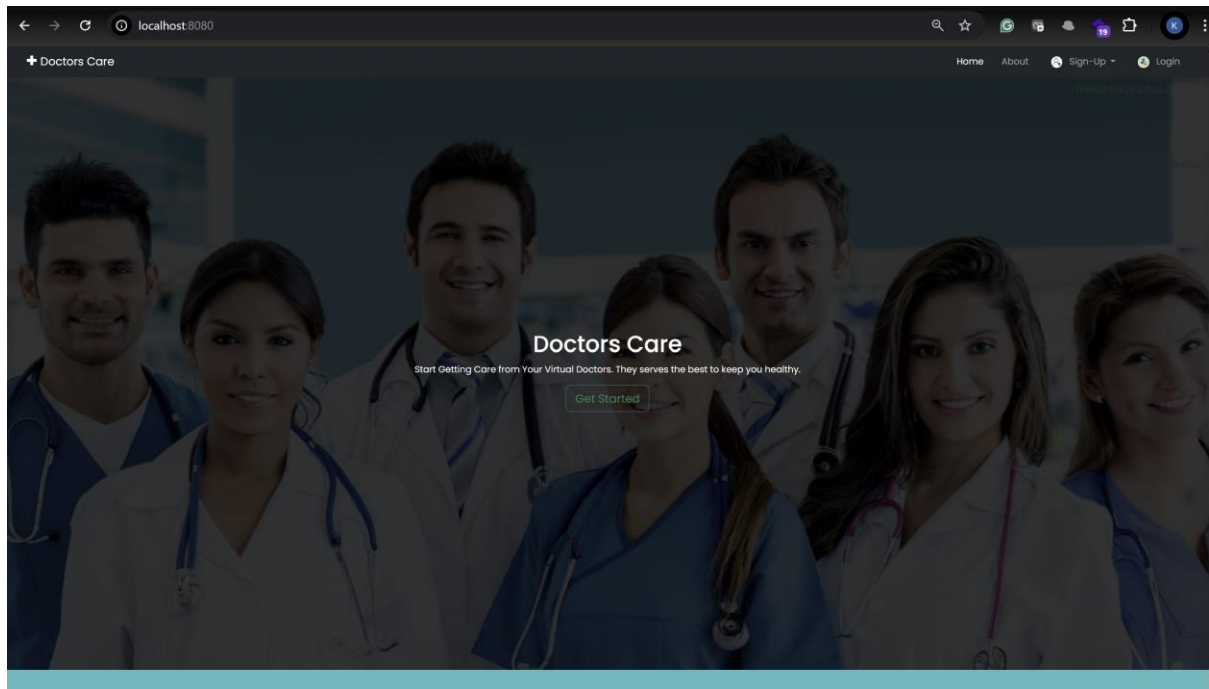 localhost:8080
19
K
Doctors Care
Home About Sign-Up Login
Doctors Care
Start Getting Care from Your Virtual Doctors. They serves the best to keep you healthy.
Get Started